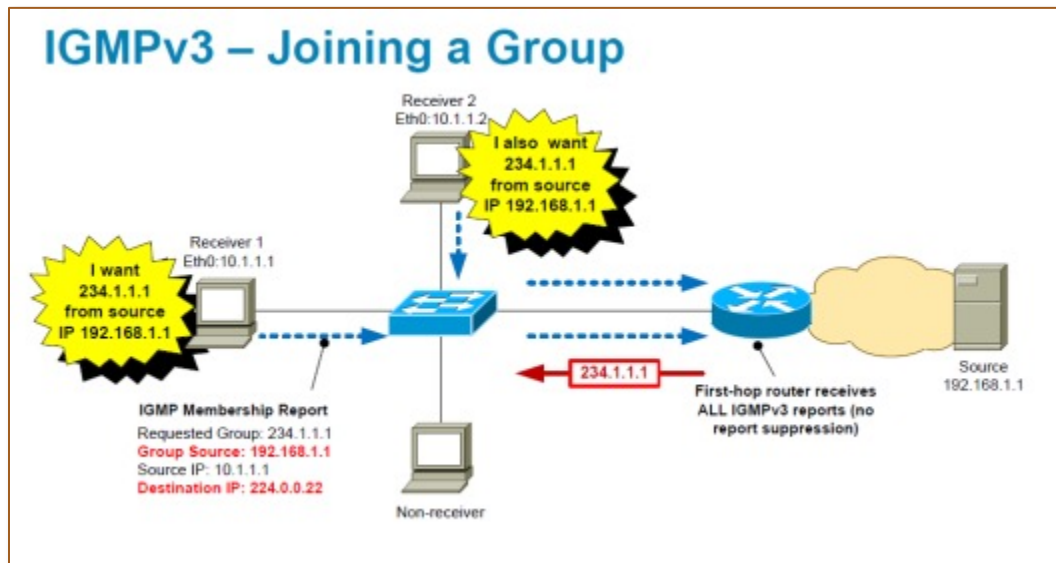 IGMPv3 – Joining a Group
Receiver 2
Eth0:10.1.1.2
I also want
234.1.1.1
from source
IP 192.168.1.1
Receiver 1
Eth0:10.1.1.1
I want
234.1.1.1
from source
IP 192.168.1.1
234.1.1.1
Source
192.168.1.1
IGMP Membership Report
Requested Group: 234.1.1.1
Group Source: 192.168.1.1
Source IP: 10.1.1.1
Destination IP: 224.0.0.22
First-hop router receives
ALL IGMPv3 reports (no
report suppression)
Non-receiver